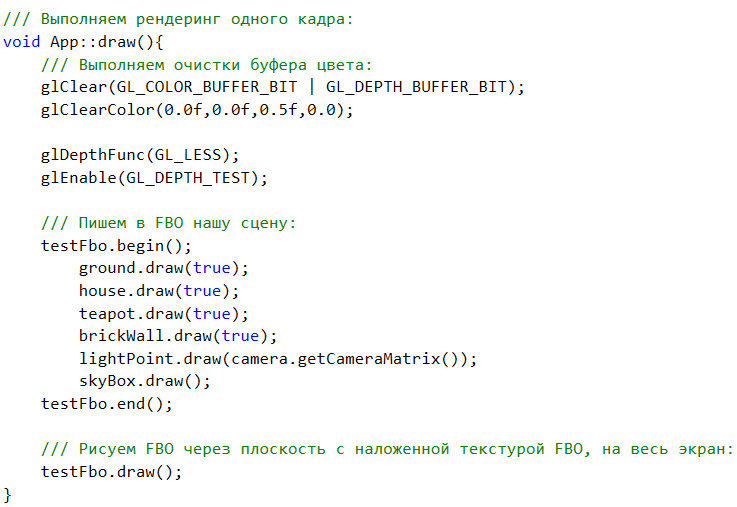 /// Выполняем рендеринг одного кадра:
void App::draw(){
/// Выполняем очистки буфера цвета:
glClear(GL_COLOR_BUFFER_BIT | GL_DEPTH_BUFFER_BIT);
glClearColor(0.0f,0.0f,0.5f,0.0);
glDepthFunc(GL_LESS);
glEnable(GL_DEPTH_TEST);
/// Пишем в FBO нашу сцену:
testFbo.begin();
ground.draw(true);
house.draw(true);
teapot.draw(true);
brickWall.draw(true);
lightPoint.draw(camera.getCameraMatrix());
skyBox.draw();
testFbo.end();
/// Рисуем FBO через плоскость с наложенной текстурой FBO, на весь экран:
testFbo.draw();
}